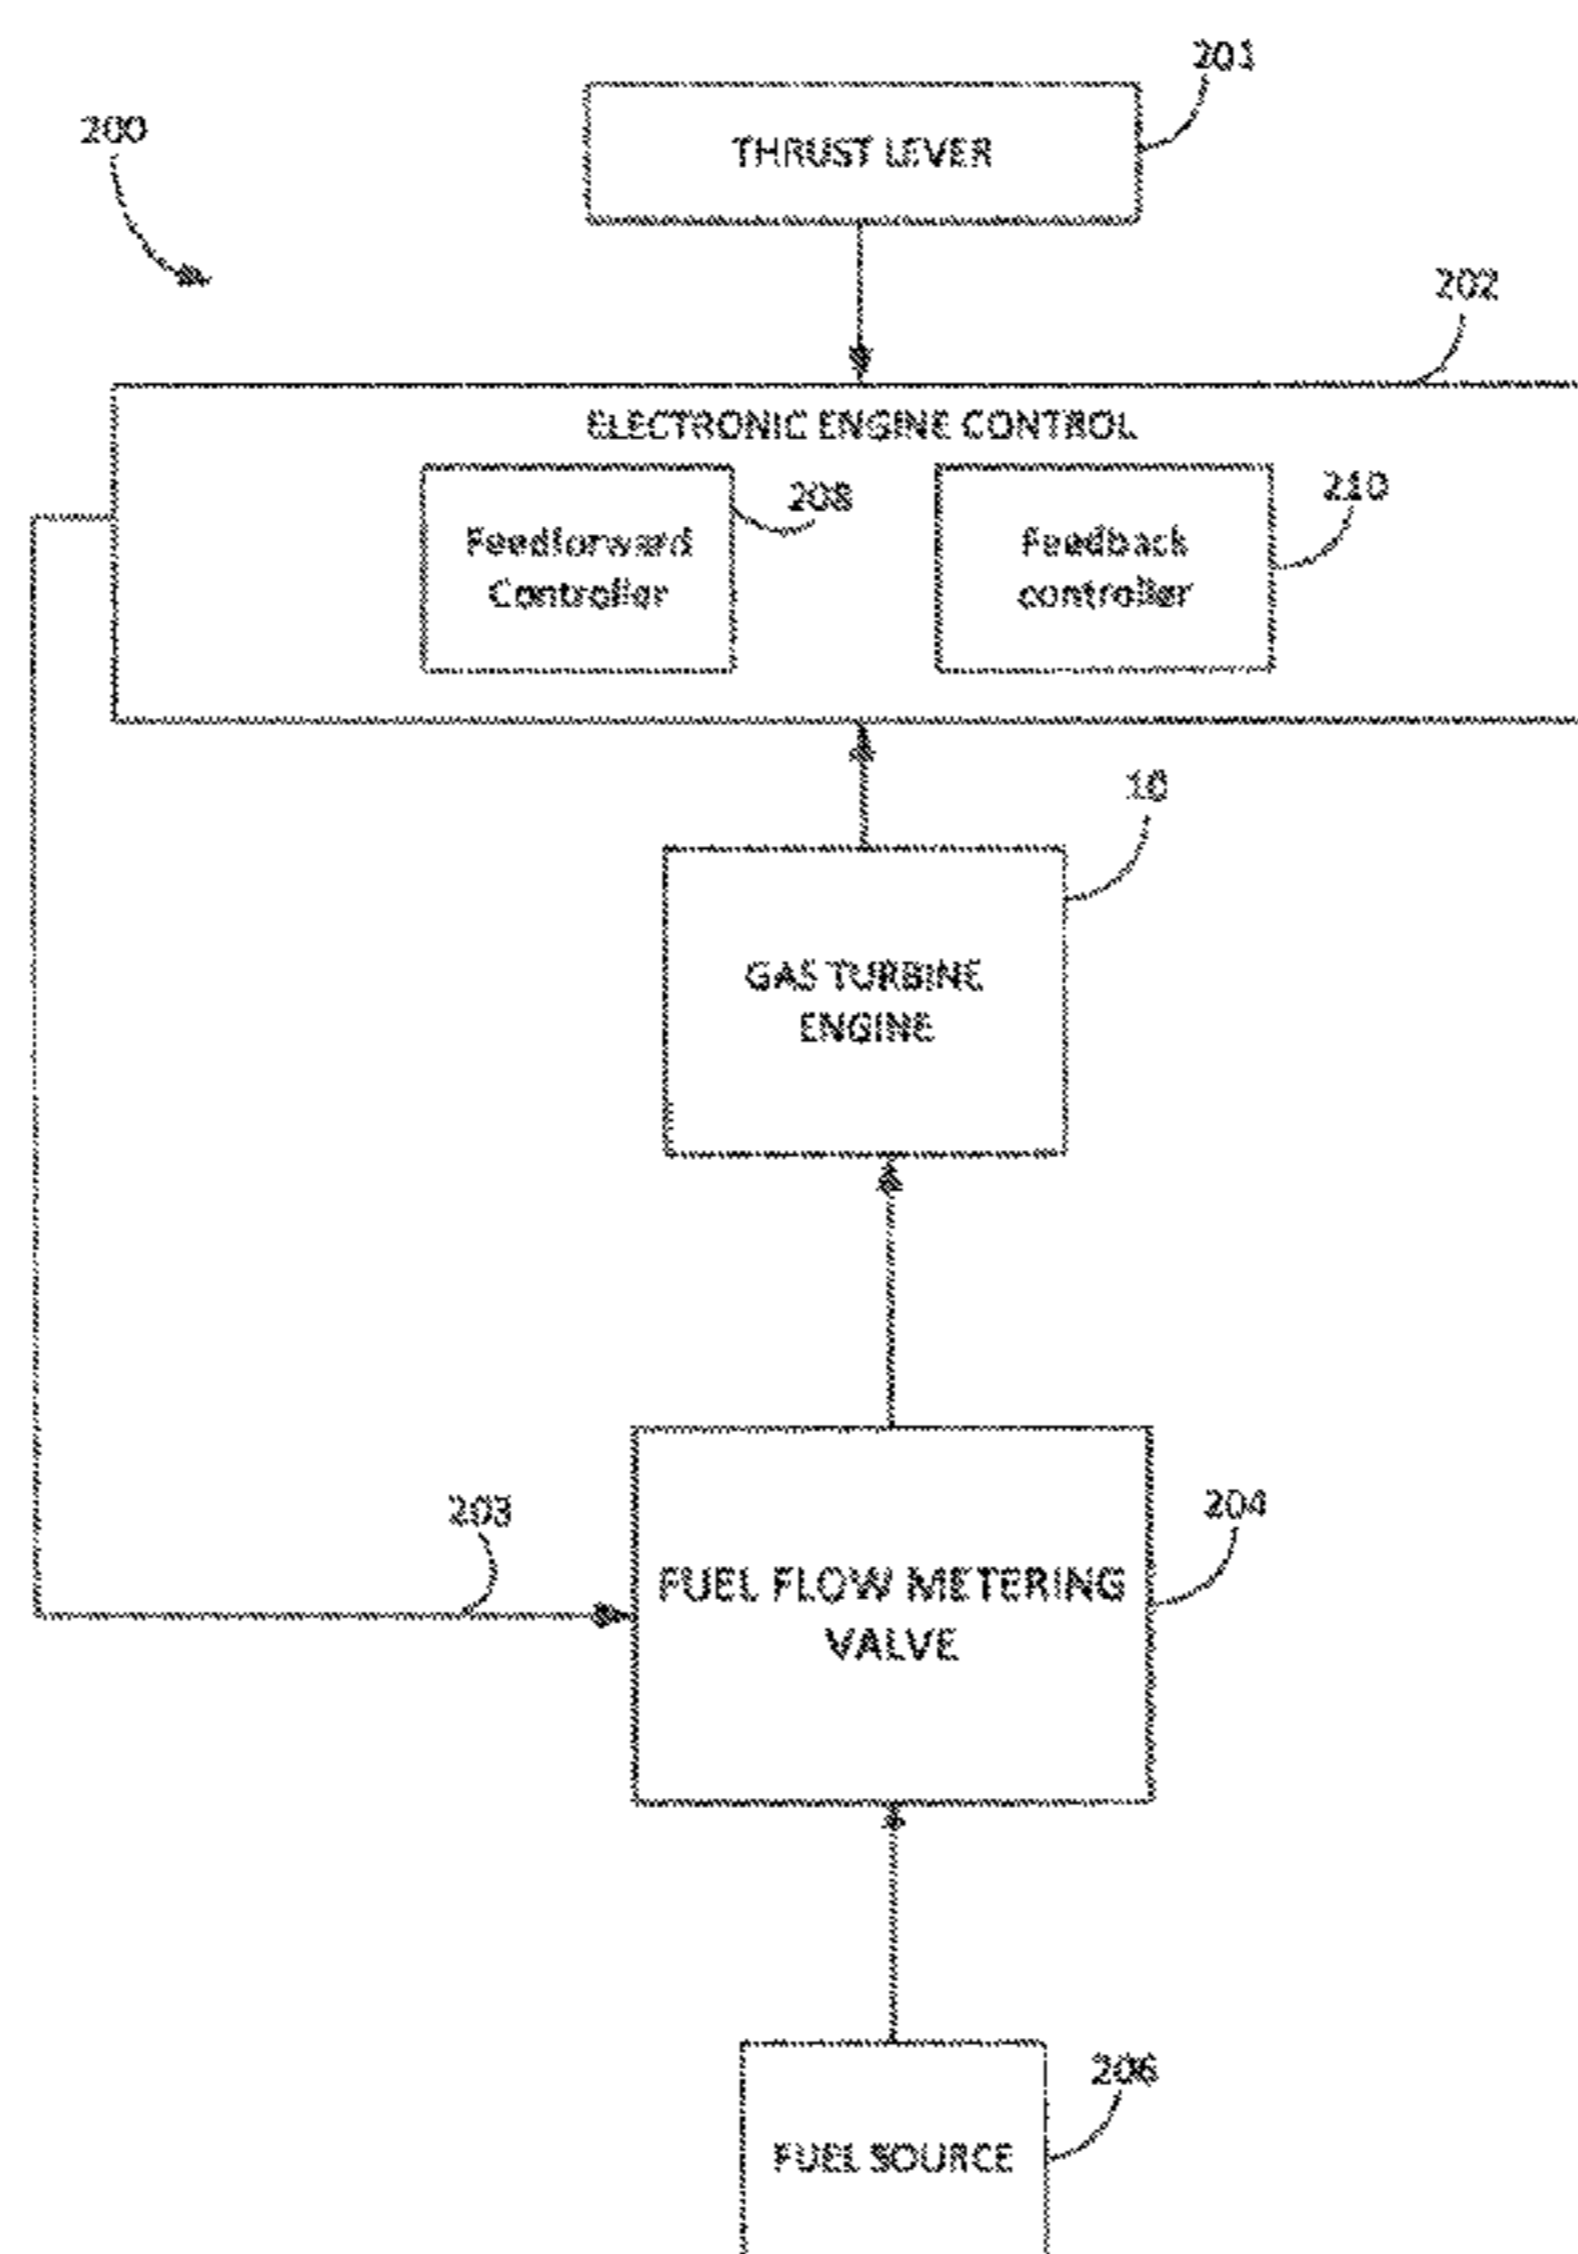 201
200
THRUST LEVER
202
ELECTRONIC ENGINE CONTROL
208
210
Feedforward
Controller
Feedback
controller
10
GAS TURBINE
ENGINE
203
204
FUEL FLOW METERING
VALVE
206
FUEL SOURCE